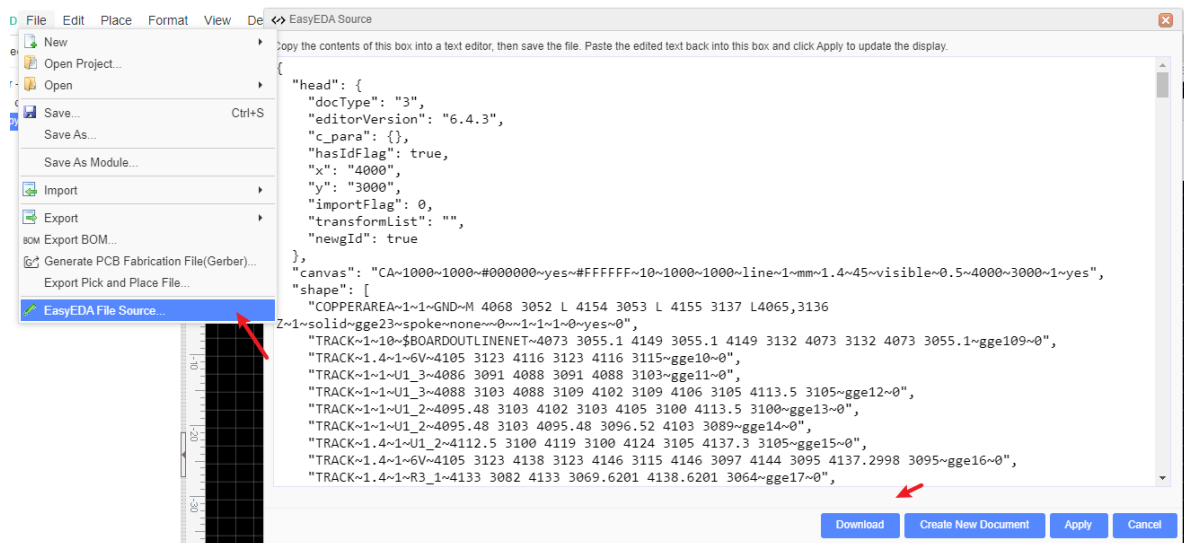 File Edit Place Format View De
EasyEDA Source
New
Open Project...
Open
Save... Ctrl+S
Save As...
Save As Module...
Import
Export
BOM Export BOM...
Generate PCB Fabrication File(Gerber)...
Export Pick and Place File...
EasyEDA File Source...
Copy the contents of this box into a text editor, then save the file. Paste the edited text back into this box and click Apply to update the display.
{
"head": {
"docType": "3",
"editorVersion": "6.4.3",
"c_para": {},
"hasIdFlag": true,
"x": "4000",
"y": "3000",
"importFlag": 0,
"transformList": "",
"newgId": true
},
"canvas": "CA~1000~1000~#000000~yes~#FFFFFF~10~1000~1000~line~1~mm~1.4~45~visible~0.5~4000~3000~1~yes",
"shape": [
"COPPERAREA~1~1~GND~M 4068 3052 L 4154 3053 L 4155 3137 L4065,3136
Z~1~solid~gge23~spoke~none~~0~~1~1~1~0~yes~0",
"TRACK~1~10~$BOARDOUTLINENET~4073 3055.1 4149 3055.1 4149 3132 4073 3132 4073 3055.1~gge109~0",
"TRACK~1.4~1~6V~4105 3123 4116 3123 4116 3115~gge10~0",
"TRACK~1~1~U1_3~4086 3091 4088 3091 4088 3103~gge11~0",
"TRACK~1~1~U1_3~4088 3103 4088 3109 4102 3109 4106 3105 4113.5 3105~gge12~0",
"TRACK~1~1~U1_2~4095.48 3103 4102 3103 4105 3100 4113.5 3100~gge13~0",
"TRACK~1~1~U1_2~4095.48 3103 4095.48 3096.52 4103 3089~gge14~0",
"TRACK~1.4~1~U1_2~4112.5 3100 4119 3100 4124 3105 4137.3 3105~gge15~0",
"TRACK~1.4~1~6V~4105 3123 4138 3123 4146 3115 4146 3097 4144 3095 4137.2998 3095~gge16~0",
"TRACK~1.4~1~R3_1~4133 3082 4133 3069.6201 4138.6201 3064~gge17~0",
-10
-20
-30
Download Create New Document Apply Cancel